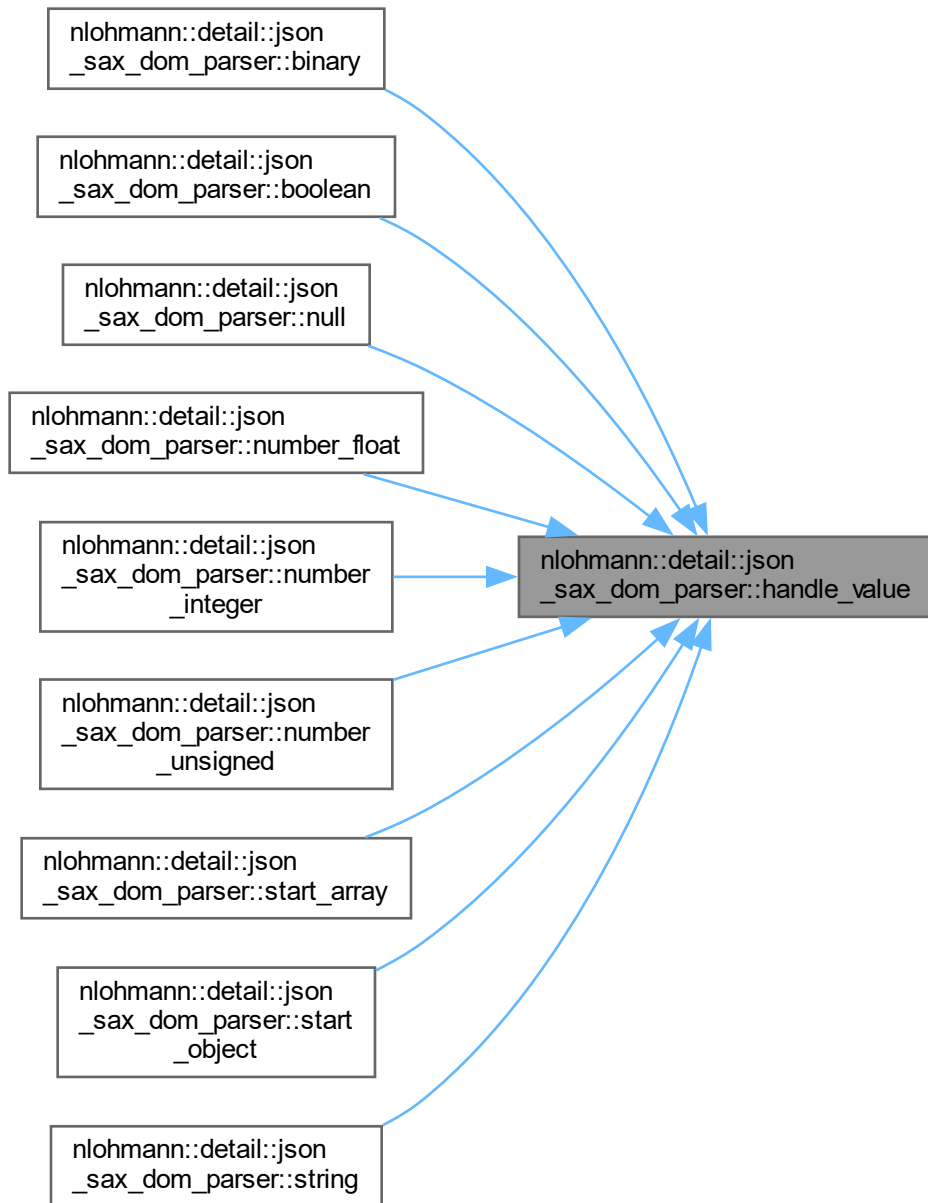 nlohmann::detail::json
_sax_dom_parser::binary
nlohmann::detail::json
_sax_dom_parser::boolean
nlohmann::detail::json
_sax_dom_parser::null
nlohmann::detail::json
_sax_dom_parser::number_float
nlohmann::detail::json
_sax_dom_parser::number
_integer
nlohmann::detail::json
_sax_dom_parser::handle_value
nlohmann::detail::json
_sax_dom_parser::number
_unsigned
nlohmann::detail::json
_sax_dom_parser::start_array
nlohmann::detail::json
_sax_dom_parser::start
_object
nlohmann::detail::json
_sax_dom_parser::string